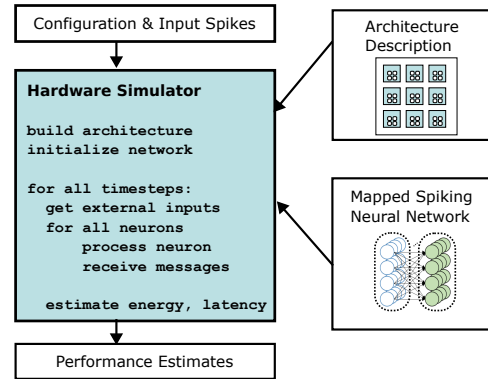 Configuration & Input Spikes
Hardware Simulator
build architecture
initialize network
for all timesteps:
get external inputs
for all neurons
process neuron
receive messages
estimate energy, latency
Performance Estimates
Architecture
Description
Mapped Spiking
Neural Network